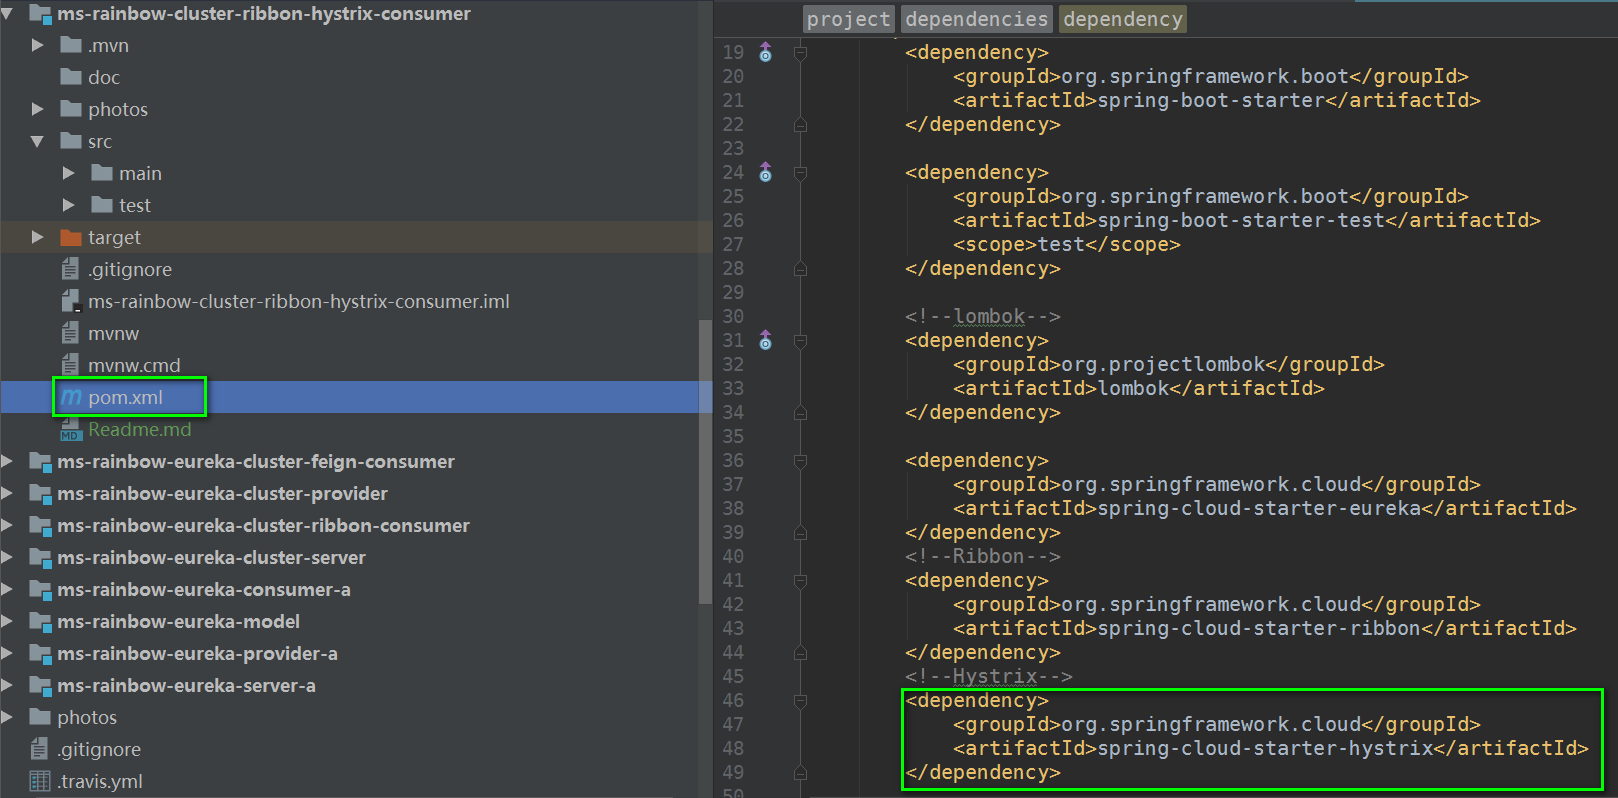 ms-rainbow-cluster-ribbon-hystrix-consumer
.mvn
doc
photos
src
main
test
target
.gitignore
ms-rainbow-cluster-ribbon-hystrix-consumer.iml
mvnw
mvnw.cmd
pom.xml
Readme.md
ms-rainbow-eureka-cluster-feign-consumer
ms-rainbow-eureka-cluster-provider
ms-rainbow-eureka-cluster-ribbon-consumer
ms-rainbow-eureka-cluster-server
ms-rainbow-eureka-consumer-a
ms-rainbow-eureka-model
ms-rainbow-eureka-provider-a
ms-rainbow-eureka-server-a
photos
.gitignore
.travis.yml
project dependencies dependency
19 <dependency>
20 <groupId>org.springframework.boot</groupId>
21 <artifactId>spring-boot-starter</artifactId>
22 </dependency>
23
24 <dependency>
25 <groupId>org.springframework.boot</groupId>
26 <artifactId>spring-boot-starter-test</artifactId>
27 <scope>test</scope>
28 </dependency>
29
30 <!--lombok-->
31 <dependency>
32 <groupId>org.projectlombok</groupId>
33 <artifactId>lombok</artifactId>
34 </dependency>
35
36 <dependency>
37 <groupId>org.springframework.cloud</groupId>
38 <artifactId>spring-cloud-starter-eureka</artifactId>
39 </dependency>
40 <!--Ribbon-->
41 <dependency>
42 <groupId>org.springframework.cloud</groupId>
43 <artifactId>spring-cloud-starter-ribbon</artifactId>
44 </dependency>
45 <!--Hystrix-->
46 <dependency>
47 <groupId>org.springframework.cloud</groupId>
48 <artifactId>spring-cloud-starter-hystrix</artifactId>
49 </dependency>
50